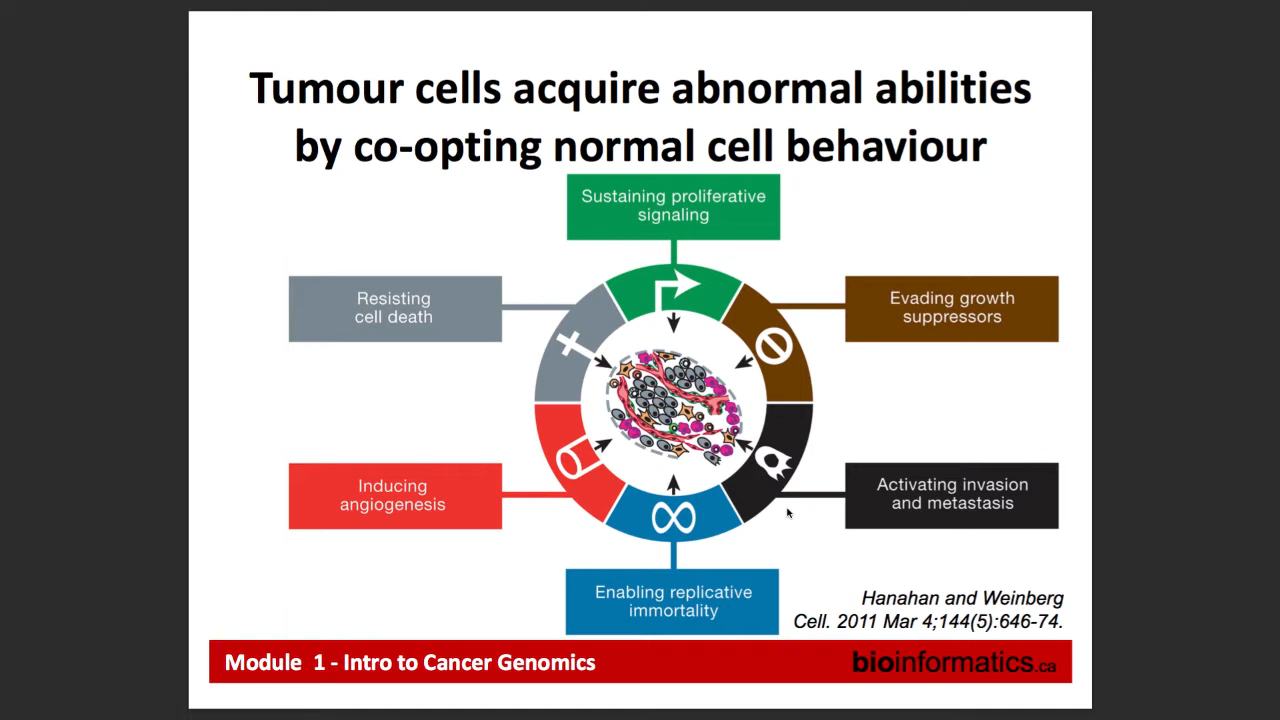 Tumour cells acquire abnormal abilities
by co-opting normal cell behaviour
Sustaining proliferative
signaling
Resisting
cell death
Evading growth
suppressors
Inducing
angiogenesis
Activating invasion
and metastasis
Enabling replicative
immortality
Hanahan and Weinberg
Cell. 2011 Mar 4;144(5):646-74.
Module 1 - Intro to Cancer Genomics
bioinformatics.ca